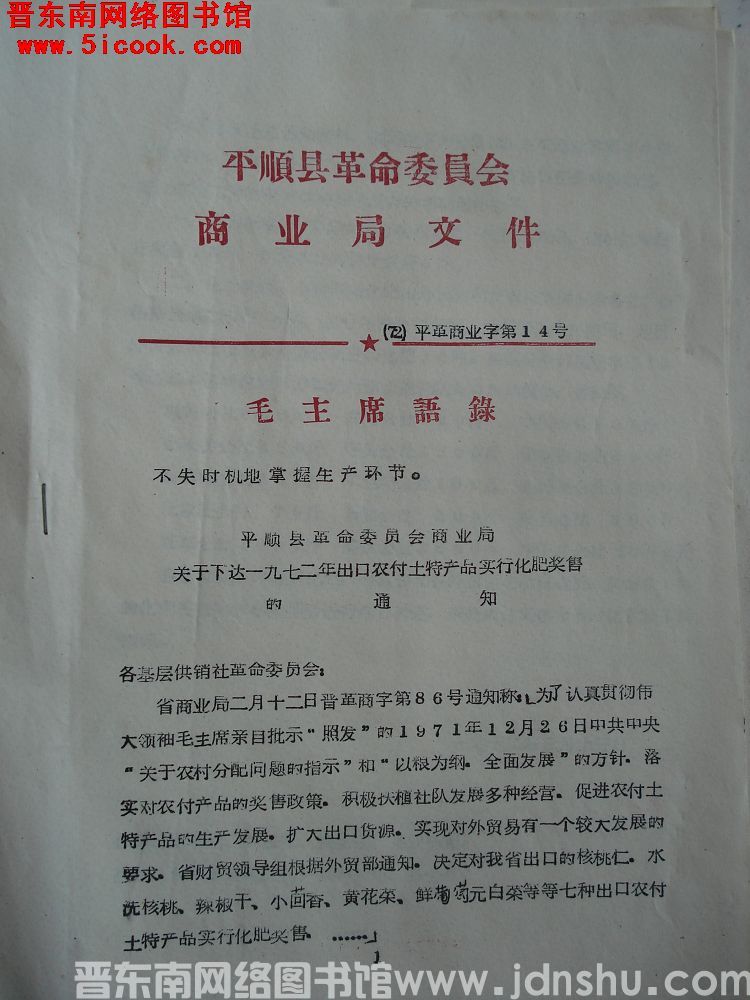 晋东南网络图书馆
www.5icook.com
平順县革命委員会
商业局文件
(72)平革商业字第14号
毛主席語錄
不失时机地掌握生产环节。
平顺县革命委员会商业局
关于下达一九七二年出口农付土特产品实行化肥奖售
的通知
各基层供销社革命委员会:
省商业局二月十二日晋革商字第86号通知称:“为了认真贯彻伟
大领袖毛主席亲自批示“照发”的1971年12月26日中共中央
“关于农村分配问题的指示”和“以粮为纲.全面发展”的方针.落
实对农付产品的奖售政策.积极扶植社队发展多种经营.促进农付土
特产品的生产发展.扩大出口货源.实现对外贸易有一个较大发展的
要求.省财贸领导组根据外贸部通知.决定对我省出口的核桃仁.水
洗核桃、辣椒干、小茴香、黄花菜、鲜葡萄元白菜等等七种出口农付
土特产品实行化肥奖售.……”
1
晋东南网络图书馆www.jdnshu.com